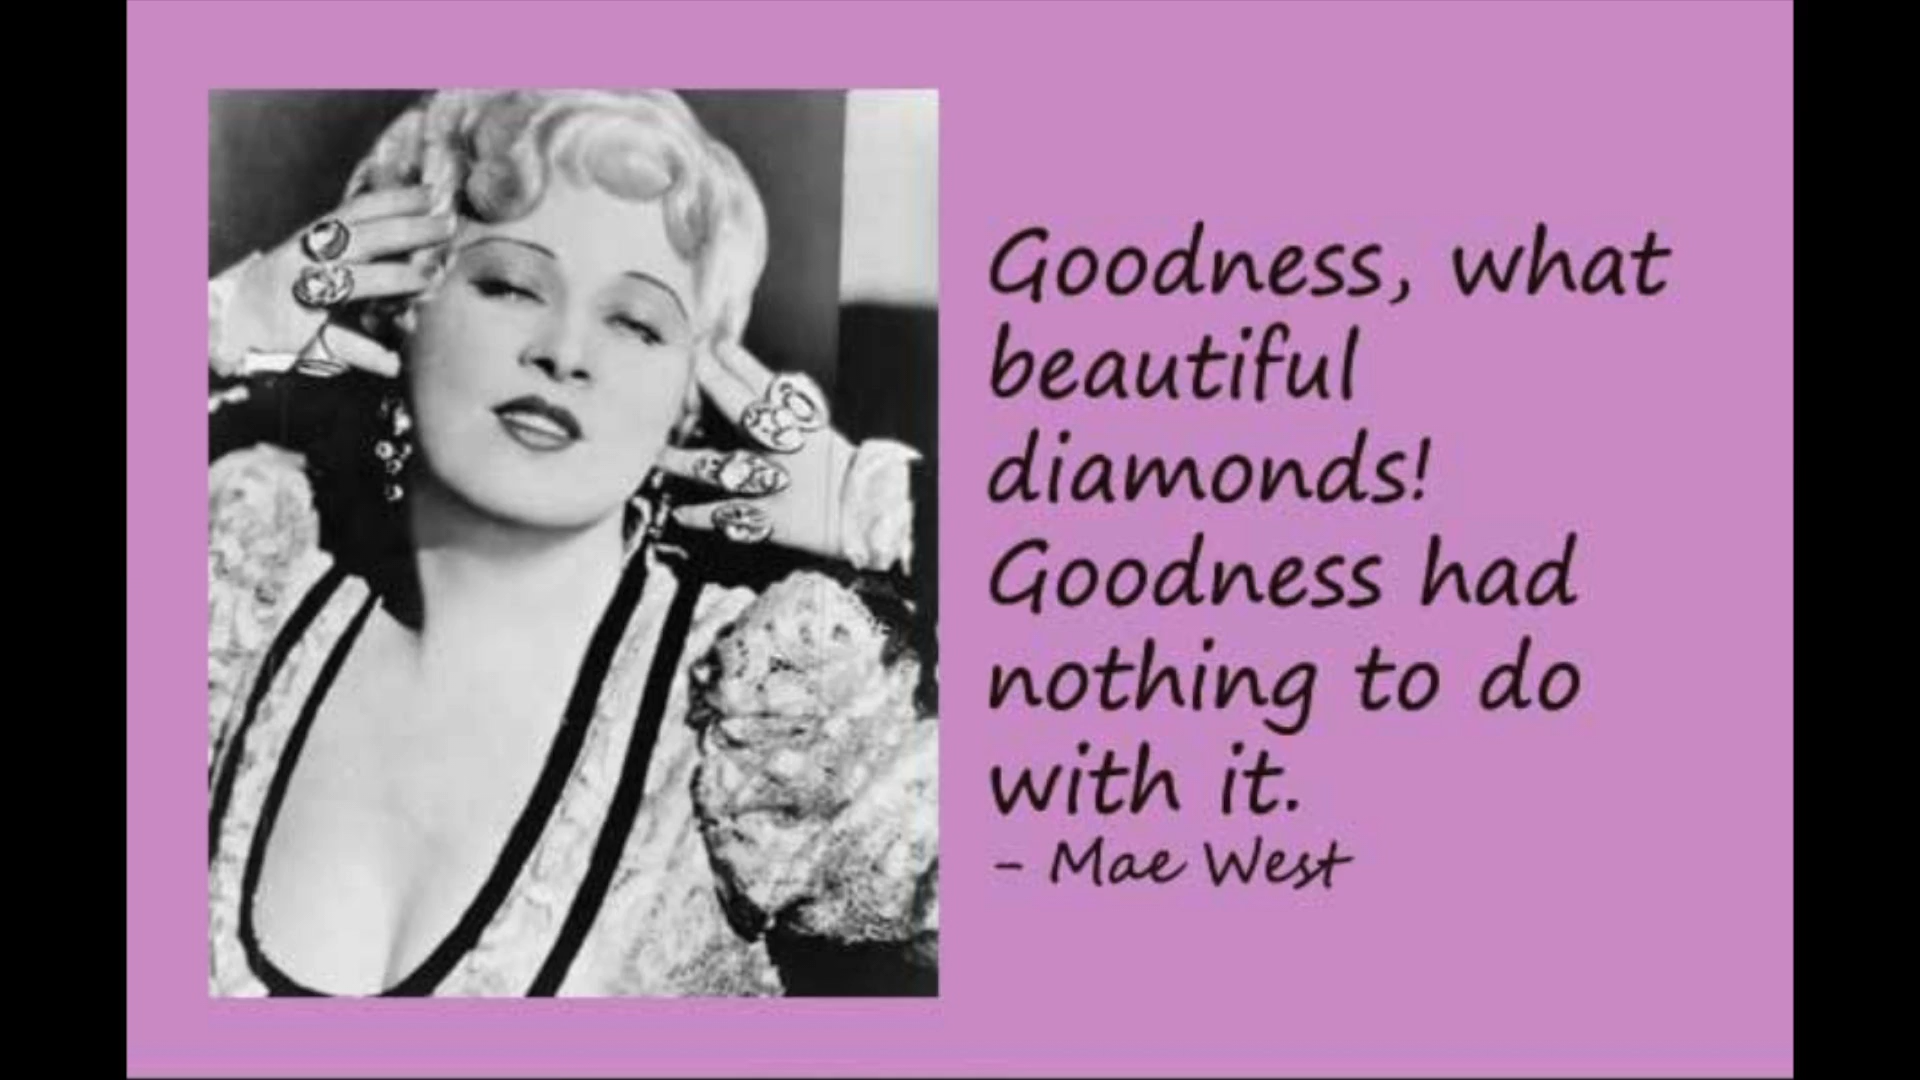 Goodness, what
beautiful
diamonds!
Goodness had
nothing to do
with it.
- Mae West